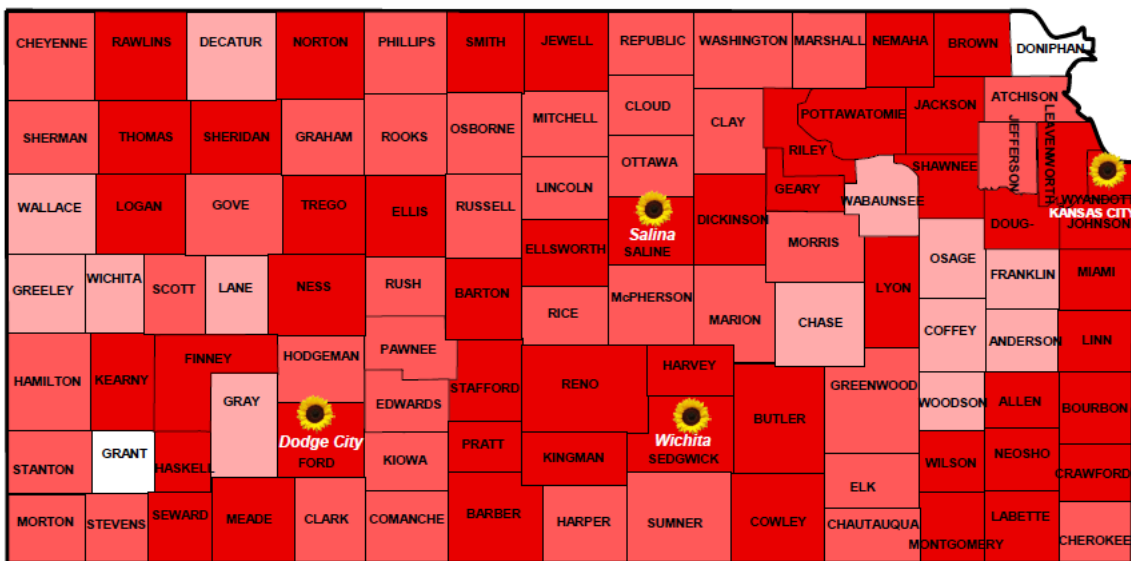 CHEYENNE
RAWLINS
DECATUR
NORTON
PHILLIPS
SMITH
JEWELL
REPUBLIC
WASHINGTON
MARSHALL
NEMAHA
BROWN
DONIPHAN
SHERMAN
THOMAS
SHERIDAN
GRAHAM
ROOKS
OSBORNE
MITCHELL
CLOUD
CLAY
POTTAWATOMIE
JACKSON
ATCHISON
JEFFERSON
LEAVENWORTH
OTTAWA
RILEY
LINCOLN
GEARY
SHAWNEE
WABAUNSEE
WYANDOTT
KANSAS CITY
WALLACE
LOGAN
GOVE
TREGO
ELLIS
RUSSELL
Salina
SALINE
DICKINSON
DOUG-
JOHNSON
ELLSWORTH
MORRIS
OSAGE
FRANKLIN
MIAMI
GREELEY
WICHITA
SCOTT
LANE
NESS
RUSH
BARTON
RICE
McPHERSON
MARION
CHASE
LYON
COFFEY
ANDERSON
LINN
HAMILTON
KEARNY
FINNEY
HODGEMAN
PAWNEE
STAFFORD
RENO
HARVEY
GREENWOOD
WOODSON
ALLEN
BOURBON
GRAY
Dodge City
FORD
EDWARDS
Wichita
SEDGWICK
BUTLER
STANTON
GRANT
HASKELL
KIOWA
PRATT
KINGMAN
ELK
WILSON
NEOSHO
CRAWFORD
MORTON
STEVENS
SEWARD
MEADE
CLARK
COMANCHE
BARBER
HARPER
SUMNER
COWLEY
CHAUTAUQUA
MONTGOMERY
LABETTE
CHEROKEE